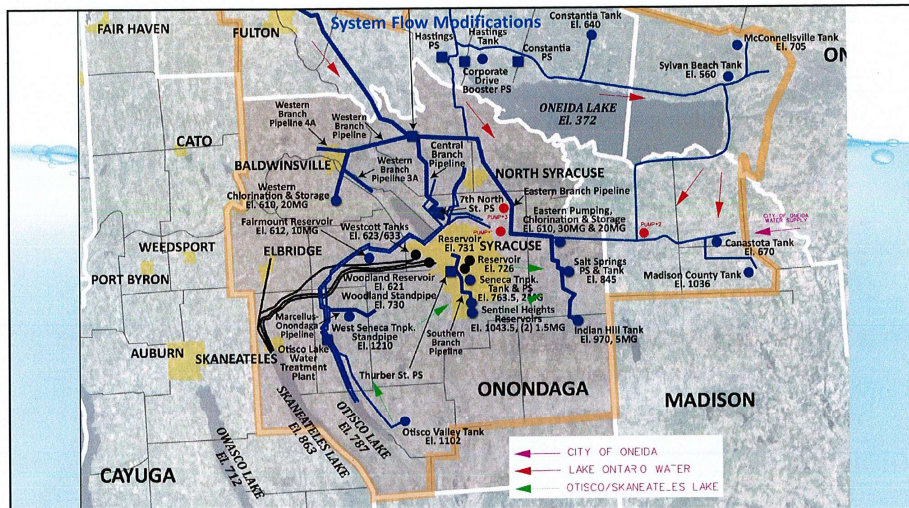 System Flow Modifications
FAIR HAVEN
FULTON
Hastings
PS
Hastings
Tank
Constantia Tank
El. 640
Constantia
PS
Corporate
Drive
Booster PS
McConnellsville Tank
El. 705
Sylvan Beach Tank
El. 560
ON
ONEIDA LAKE
El. 372
Western
Branch
Pipeline 4A
Western
Branch
Pipeline
Central
Branch
Pipeline
CATO
BALDWINSVILLE
Western
Branch
Pipeline 3A
NORTH SYRACUSE
7th North
St. PS
Eastern Branch Pipeline
Western
Chlorination & Storage
El. 610, 20MG
Eastern Pumping,
Chlorination & Storage
El. 610, 30MG & 20MG
PUMP#3
PUMP#2
CITY OF ONEIDA
WATER SUPPLY
Fairmount Reservoir
El. 612, 10MG
Westcott Tanks
El. 623/633
WEEDSPORT
ELBRIDGE
PORT BYRON
Reservoir
El. 731
SYRACUSE
Reservoir
El. 726
Canastota Tank
El. 670
Woodland Reservoir
El. 621
Woodland Standpipe
El. 730
Seneca Tnpk.
Tank & PS
El. 763.5, 2MG
Salt Springs
PS & Tank
El. 845
Madison County Tank
El. 1036
Marcellus-
Onondaga
Pipeline
West Seneca Tnpk.
Standpipe
El. 1210
Sentinel Heights
Reservoirs
El. 1043.5, (2) 1.5MG
Southern
Branch
Pipeline
Indian Hill Tank
El. 970, 5MG
AUBURN
SKANEATELES
Otisco Lake
Water
Treatment
Plant
Thurber St. PS
ONONDAGA
MADISON
SKANEATELES LAKE
El. 863
OTISCO LAKE
El. 787
Otisco Valley Tank
El. 1102
OWASCO LAKE
El. 712
CAYUGA
CITY OF ONEIDA
LAKE ONTARO WATER
OTISCO/SKANEATELES LAKE